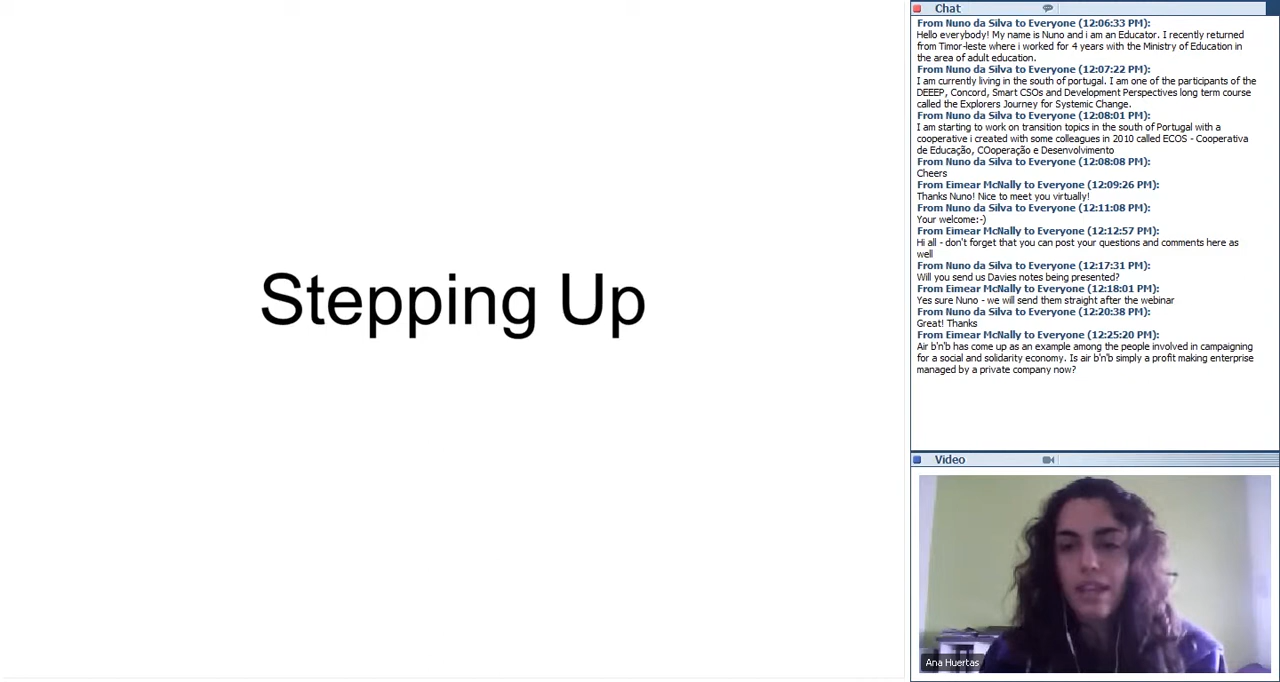 Stepping Up
Chat
From Nuno da Silva to Everyone (12:06:33 PM):
Hello everybody! My name is Nuno and i am an Educator. I recently returned
from Timor-leste where i worked for 4 years with the Ministry of Education in
the area of adult education.
From Nuno da Silva to Everyone (12:07:22 PM):
I am currently living in the south of portugal. I am one of the participants of the
DEEEP, Concord, Smart CSOs and Development Perspectives long term course
called the Explorers Journey for Systemic Change.
From Nuno da Silva to Everyone (12:08:01 PM):
I am starting to work on transition topics in the south of Portugal with a
cooperative i created with some colleagues in 2010 called ECOS - Cooperativa
de Educação, COoperação e Desenvolvimento
From Nuno da Silva to Everyone (12:08:08 PM):
Cheers
From Eimear McNally to Everyone (12:09:26 PM):
Thanks Nuno! Nice to meet you virtually!
From Nuno da Silva to Everyone (12:11:08 PM):
Your welcome:-)
From Eimear McNally to Everyone (12:12:57 PM):
Hi all - don't forget that you can post your questions and comments here as
well
From Nuno da Silva to Everyone (12:17:31 PM):
Will you send us Davies notes being presented?
From Eimear McNally to Everyone (12:18:01 PM):
Yes sure Nuno - we will send them straight after the webinar
From Nuno da Silva to Everyone (12:20:38 PM):
Great! Thanks
From Eimear McNally to Everyone (12:25:20 PM):
Air b'n'b has come up as an example among the people involved in campaigning
for a social and solidarity economy. Is air b'n'b simply a profit making enterprise
managed by a private company now?
Video
Ana Huertas